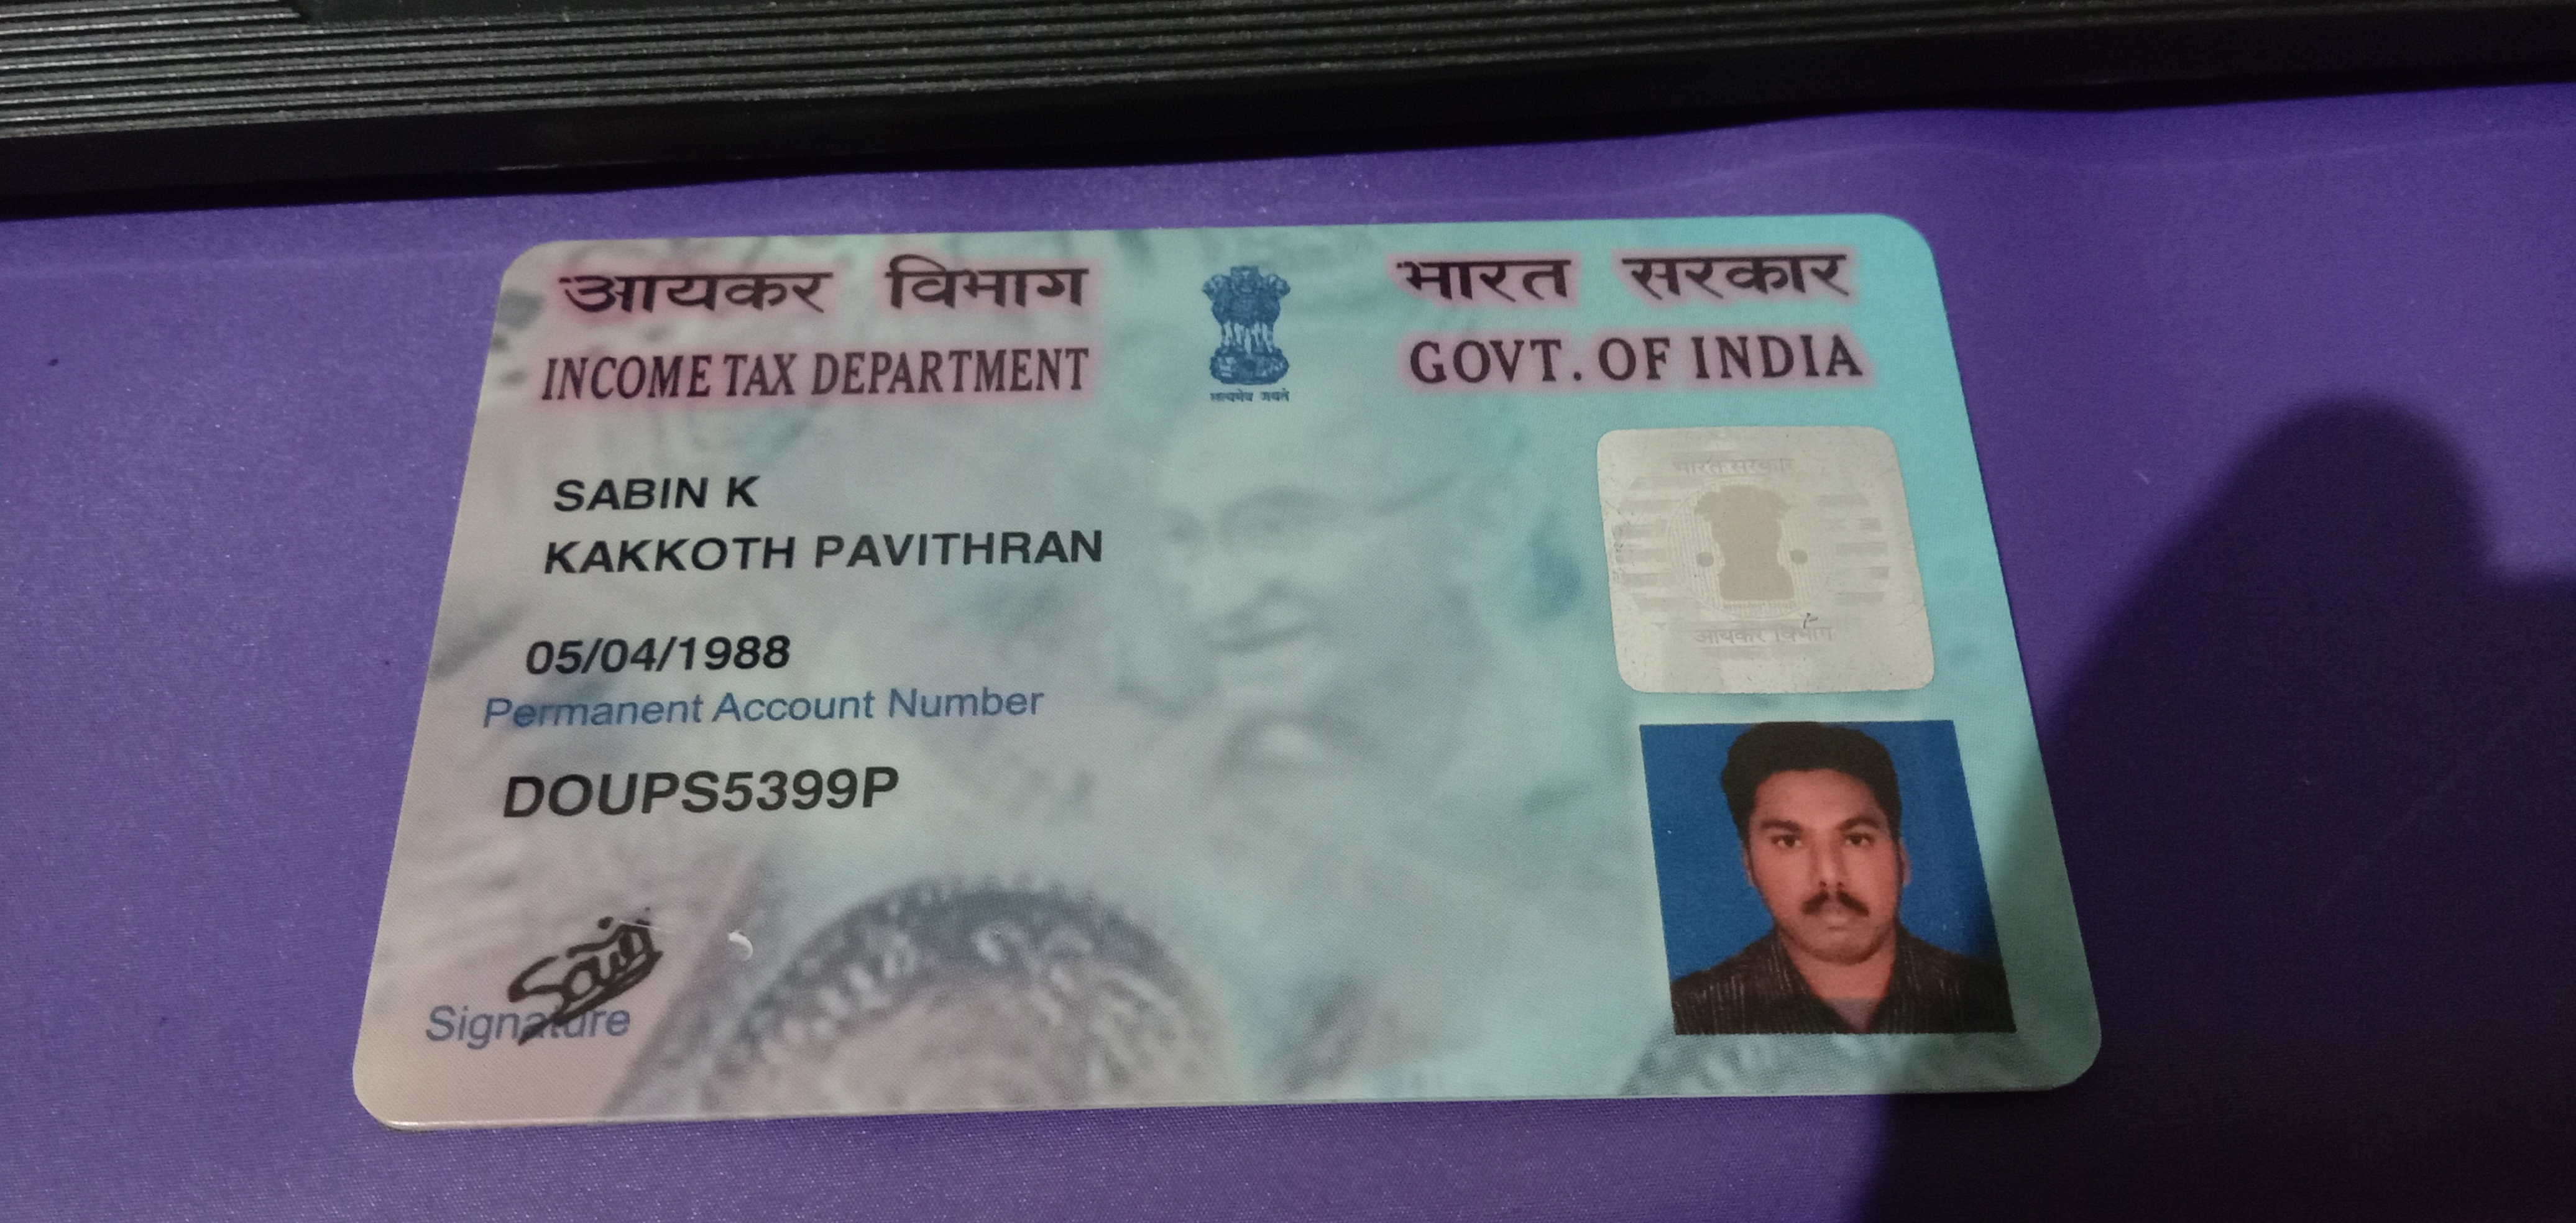 आयकर विभाग
INCOME TAX DEPARTMENT
सत्यमेव जयते
भारत सरकार
GOVT. OF INDIA
SABIN K
KAKKOTH PAVITHRAN
05/04/1988
Permanent Account Number
DOUPS5399P
Signature
भारत सरकार
आयकर विभाग